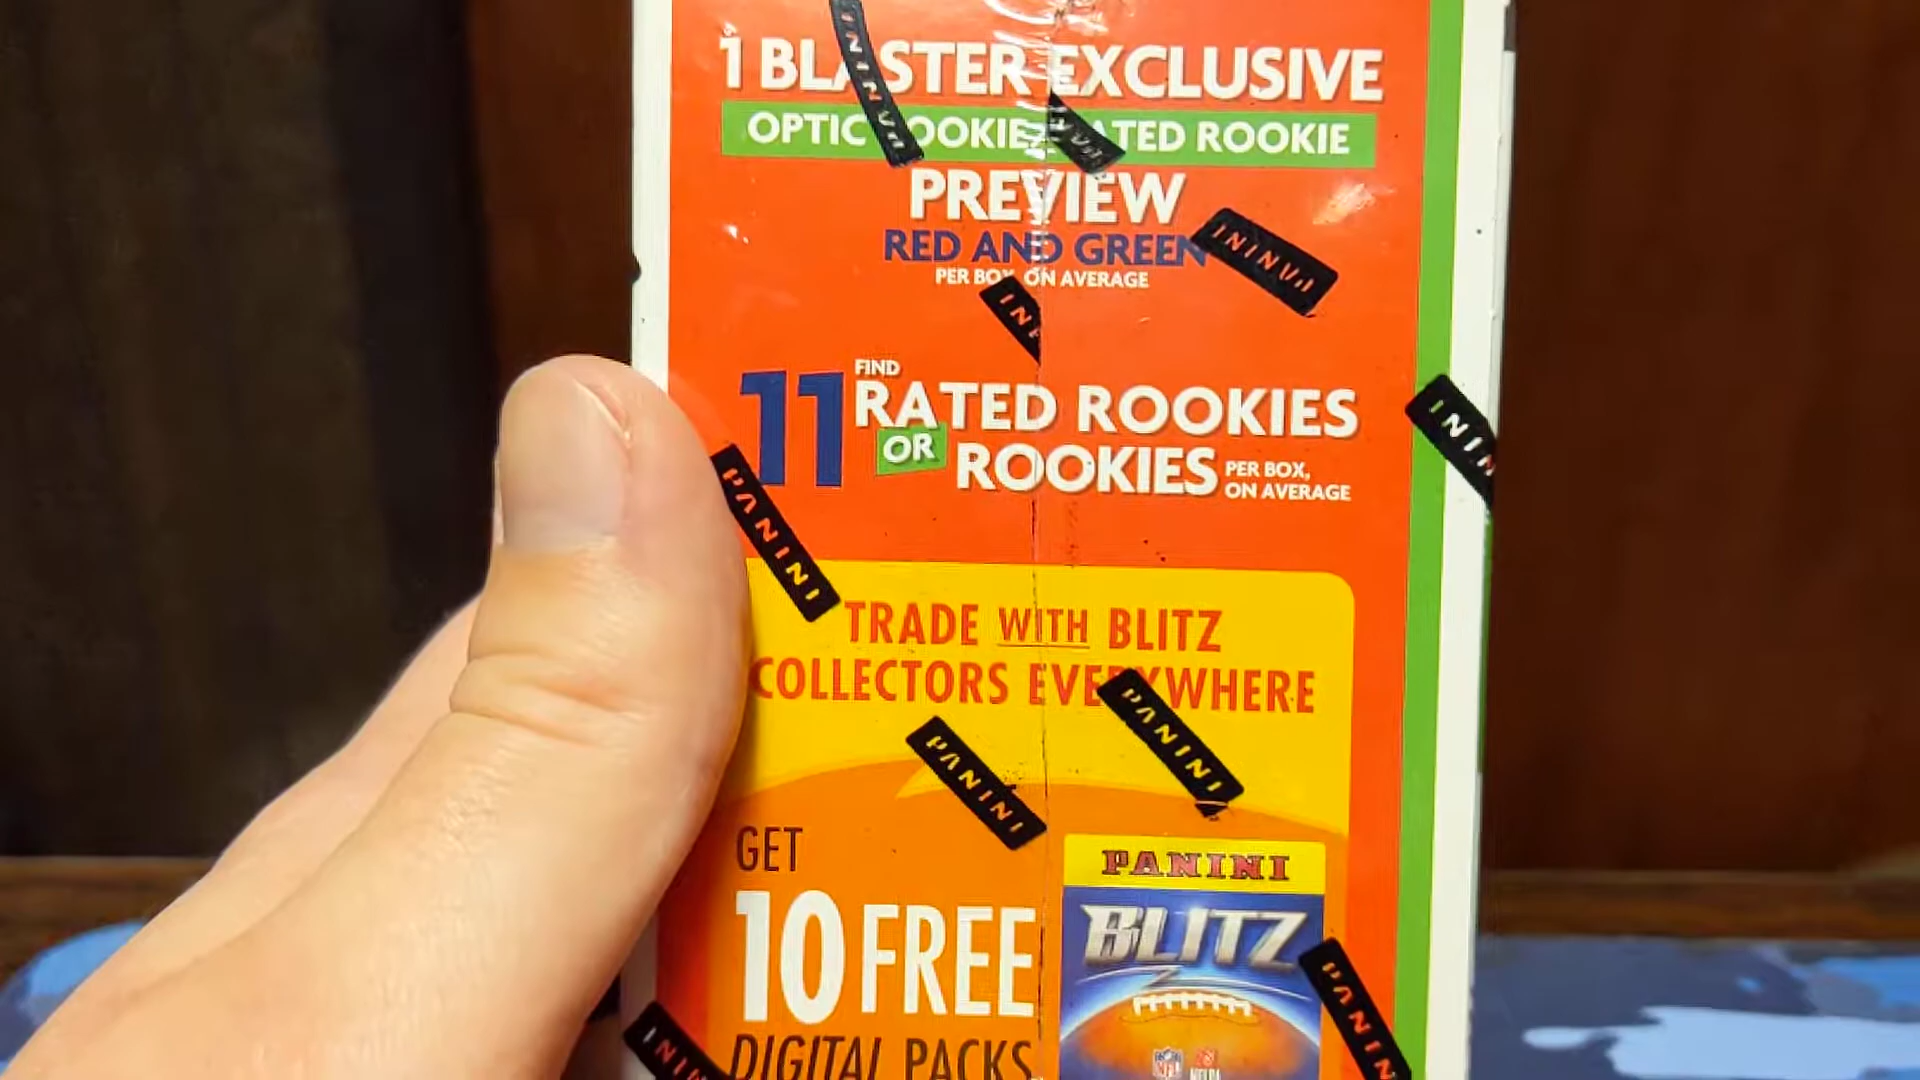 1 BLASTER EXCLUSIVE
OPTIC ROOKIE/RATED ROOKIE
PREVIEW
RED AND GREEN
PER BOX, ON AVERAGE
FIND
11 RATED ROOKIES
OR ROOKIES
PER BOX,
ON AVERAGE
TRADE WITH BLITZ
COLLECTORS EVERYWHERE
GET
10 FREE
DIGITAL PACKS
PANINI
BLITZ
NFL
NFLPA
PANINI
PANINI
PANINI
PANINI
PANINI